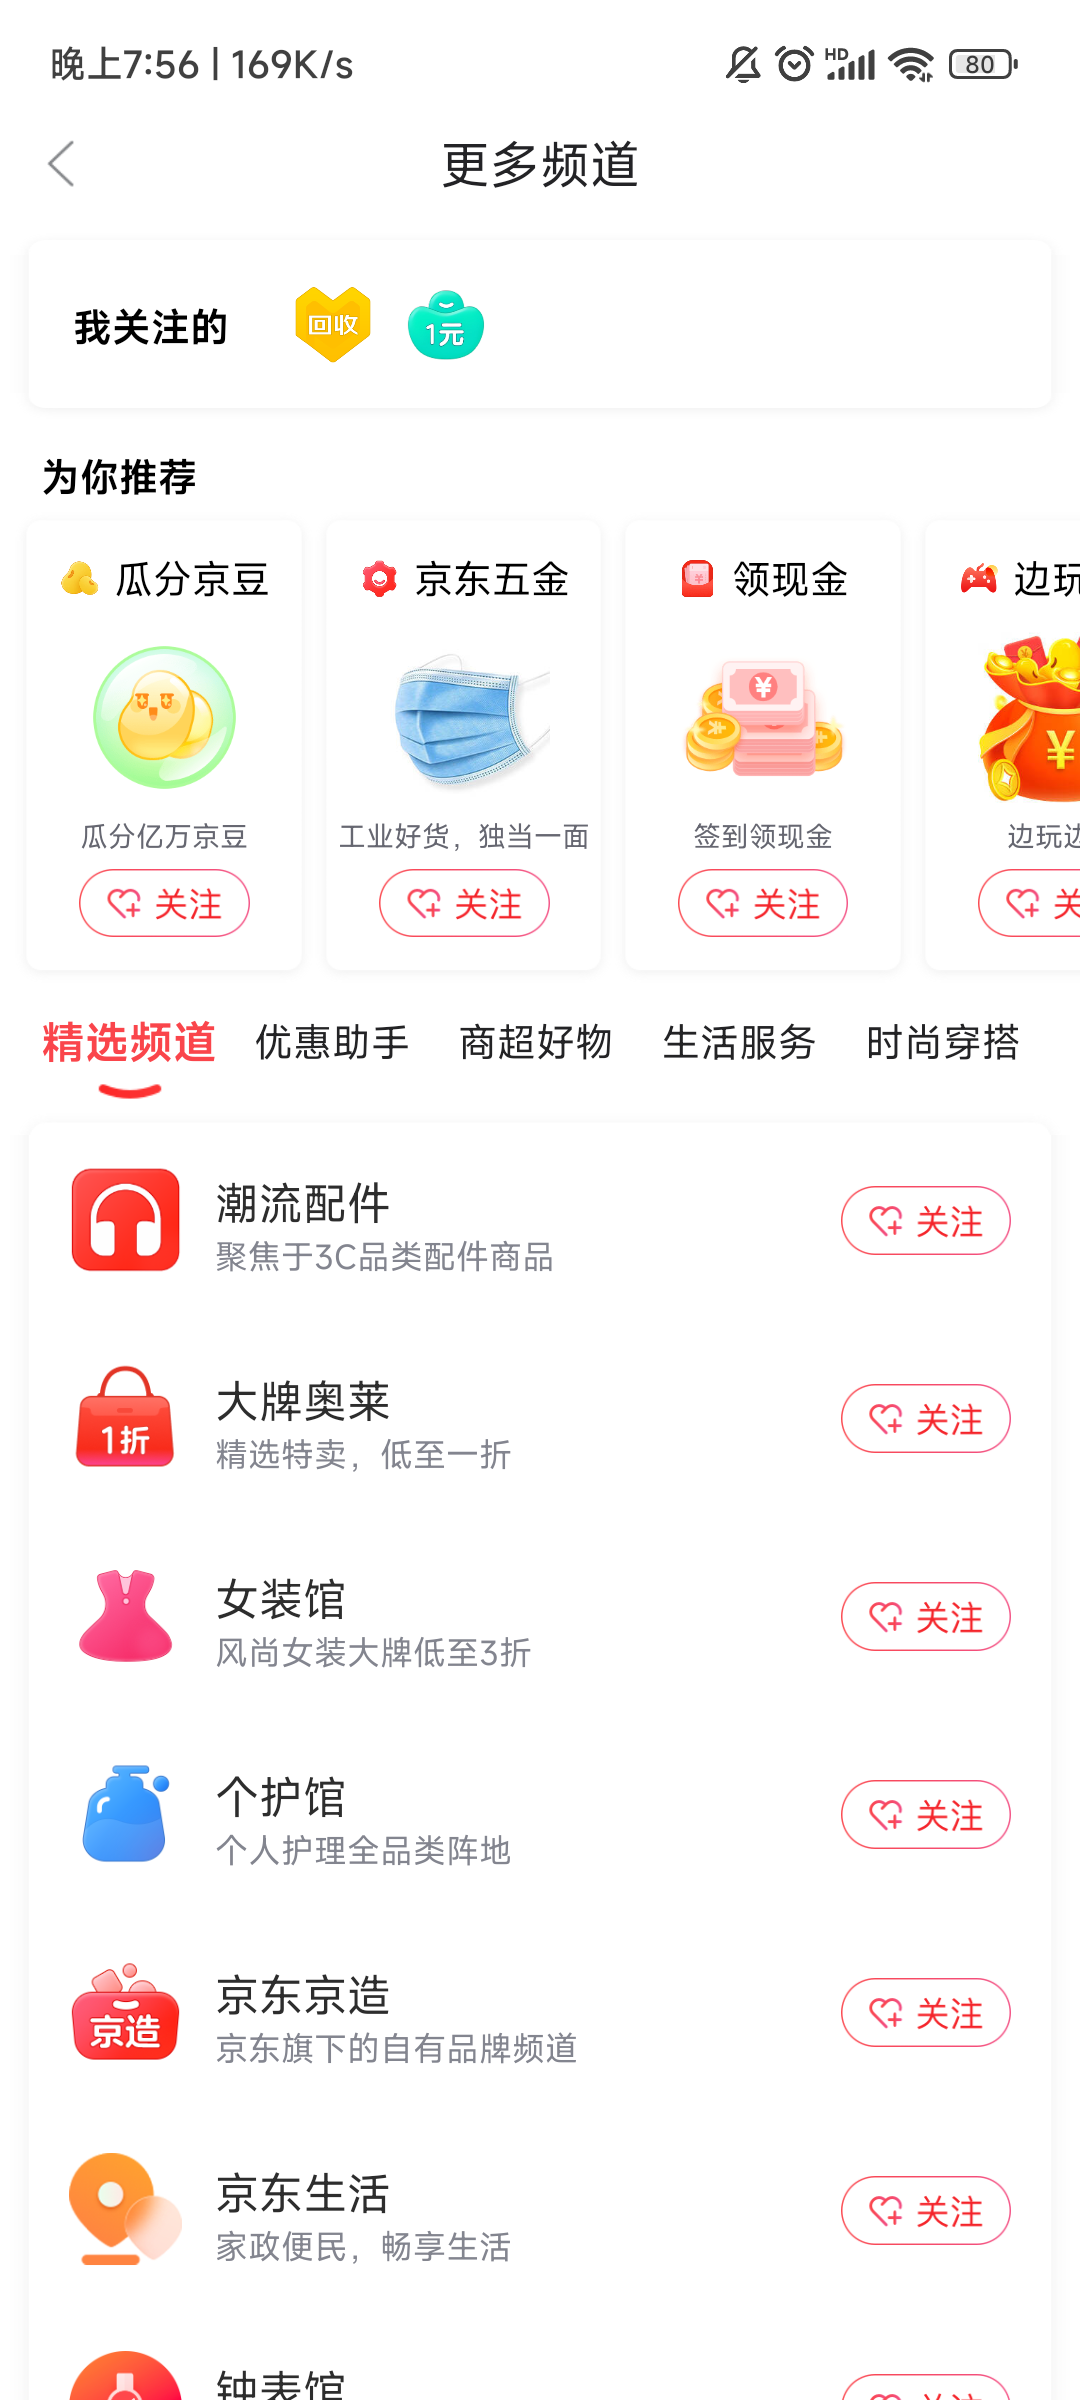 晚上7:56 | 169K/s
HD
80
更多频道
我关注的
回收
1元
为你推荐
瓜分京豆
京东五金
领现金
边玩
瓜分亿万京豆
工业好货，独当一面
签到领现金
边玩边
关注
关注
关注
关
精选频道
优惠助手
商超好物
生活服务
时尚穿搭
潮流配件
聚焦于3C品类配件商品
关注
1折
大牌奥莱
精选特卖，低至一折
关注
女装馆
风尚女装大牌低至3折
关注
个护馆
个人护理全品类阵地
关注
京造
京东京造
京东旗下的自有品牌频道
关注
京东生活
家政便民，畅享生活
关注
钟表馆